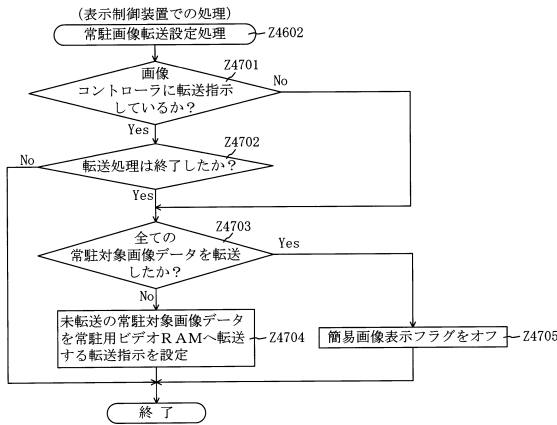 (表示制御装置での処理)
常駐画像転送設定処理
Z4602
画像
コントローラに転送指示
しているか?
Z4701
No
Yes
転送処理は終了したか?
Z4702
No
Yes
全ての
常駐対象画像データを転送
したか?
Z4703
Yes
No
未転送の常駐対象画像データ
を常駐用ビデオRAMへ転送
する転送指示を設定
Z4704
簡易画像表示フラグをオフ
Z4705
終了